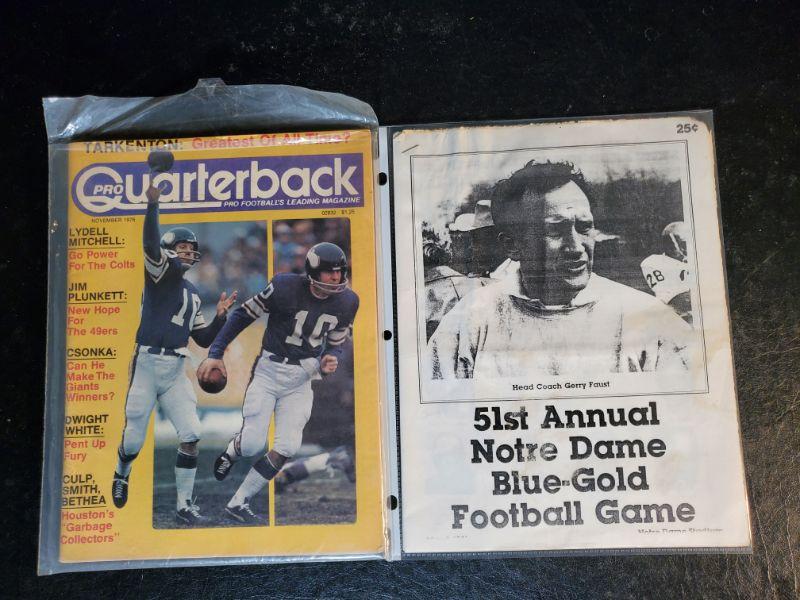 TARKENTON: Greatest Of All Time?
PRO Quarterback
PRO FOOTBALL'S LEADING MAGAZINE
NOVEMBER 1976
02932 $1.25
LYDELL
MITCHELL:
Go Power
For The Colts
JIM
PLUNKETT:
New Hope
For
The 49ers
CSONKA:
Can He
Make The
Giants
Winners?
DWIGHT
WHITE:
Pent Up
Fury
CULP,
SMITH,
BETHEA
Houston's
"Garbage
Collectors"
10
10
25¢
28
Head Coach Gerry Faust
51st Annual
Notre Dame
Blue-Gold
Football Game
Notre Dame Stadium